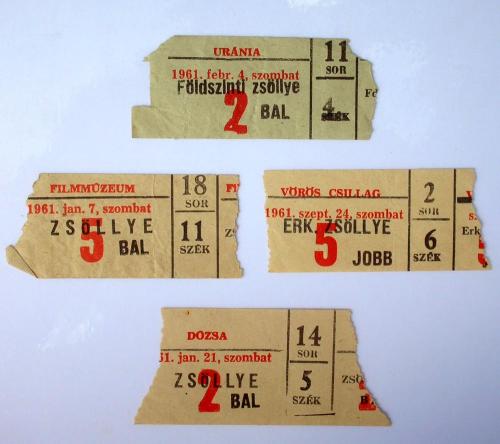 URÁNIA
11
SOR
1961. febr. 4, szombat
Földszinti zsöllye
2 BAL
4
SZÉK
FILMMÚZEUM
18
SOR
1961. jan. 7, szombat
ZSÖLLYE
5 BAL
11
SZÉK
VÖRÖS CSILLAG
2
SOR
1961. szept. 24, szombat
ERK. ZSÖLLYE
5 JOBB
6
SZÉK
Erk
DÓZSA
14
SOR
61. jan. 21, szombat
ZSÖLLYE
2 BAL
5
SZÉK